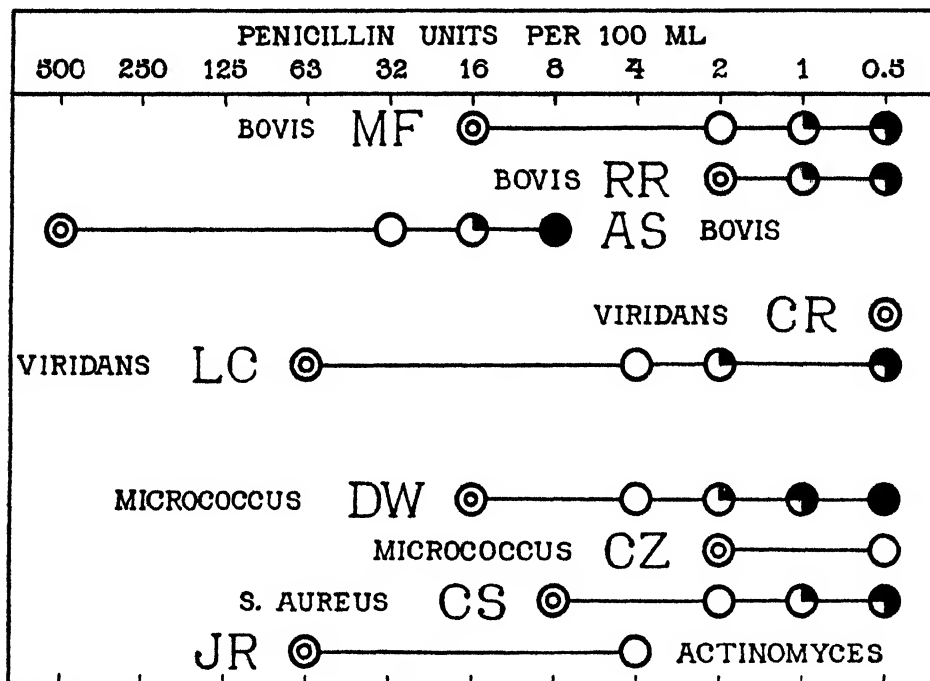 PENICILLIN UNITS PER 100 ML
500 250 125 63 32 16 8 4 2 1 0.5
BOVIS MF
BOVIS RR
AS BOVIS
VIRIDANS CR
VIRIDANS LC
MICROCOCCUS DW
MICROCOCCUS CZ
S. AUREUS CS
JR ACTINOMYCES